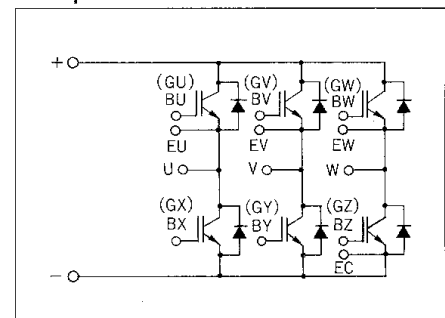 +
(GU) (GV) (GW)
BU BV BW
EU EV EW
U V W
(GX) (GY) (GZ)
BX BY BZ
EC
−